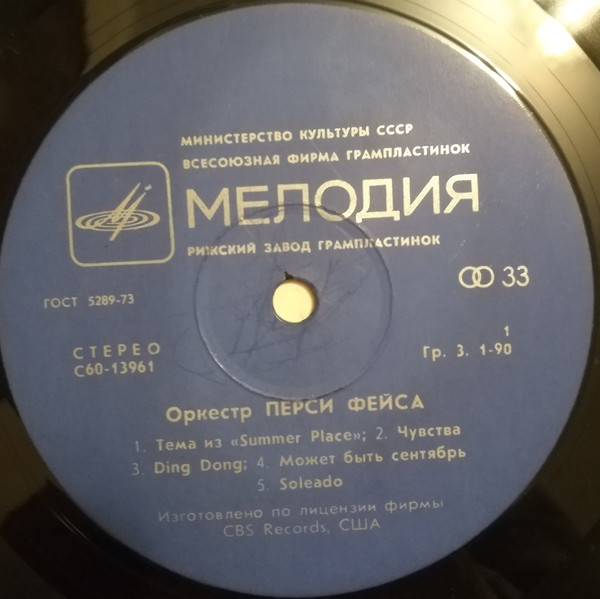 МИНИСТЕРСТВО КУЛЬТУРЫ СССР
ВСЕСОЮЗНАЯ ФИРМА ГРАМПЛАСТИНОК
МЕЛОДИЯ
РИЖСКИЙ ЗАВОД ГРАМПЛАСТИНОК
33
ГОСТ 5289-73
1
СТЕРЕО Гр. 3. 1-90
С60-13961
Оркестр ПЕРСИ ФЕЙСА
1. Тема из «Summer Place»; 2. Чувства
3. Ding Dong; 4. Может быть сентябрь
5. Soleado
Изготовлено по лицензии фирмы
CBS Records, США